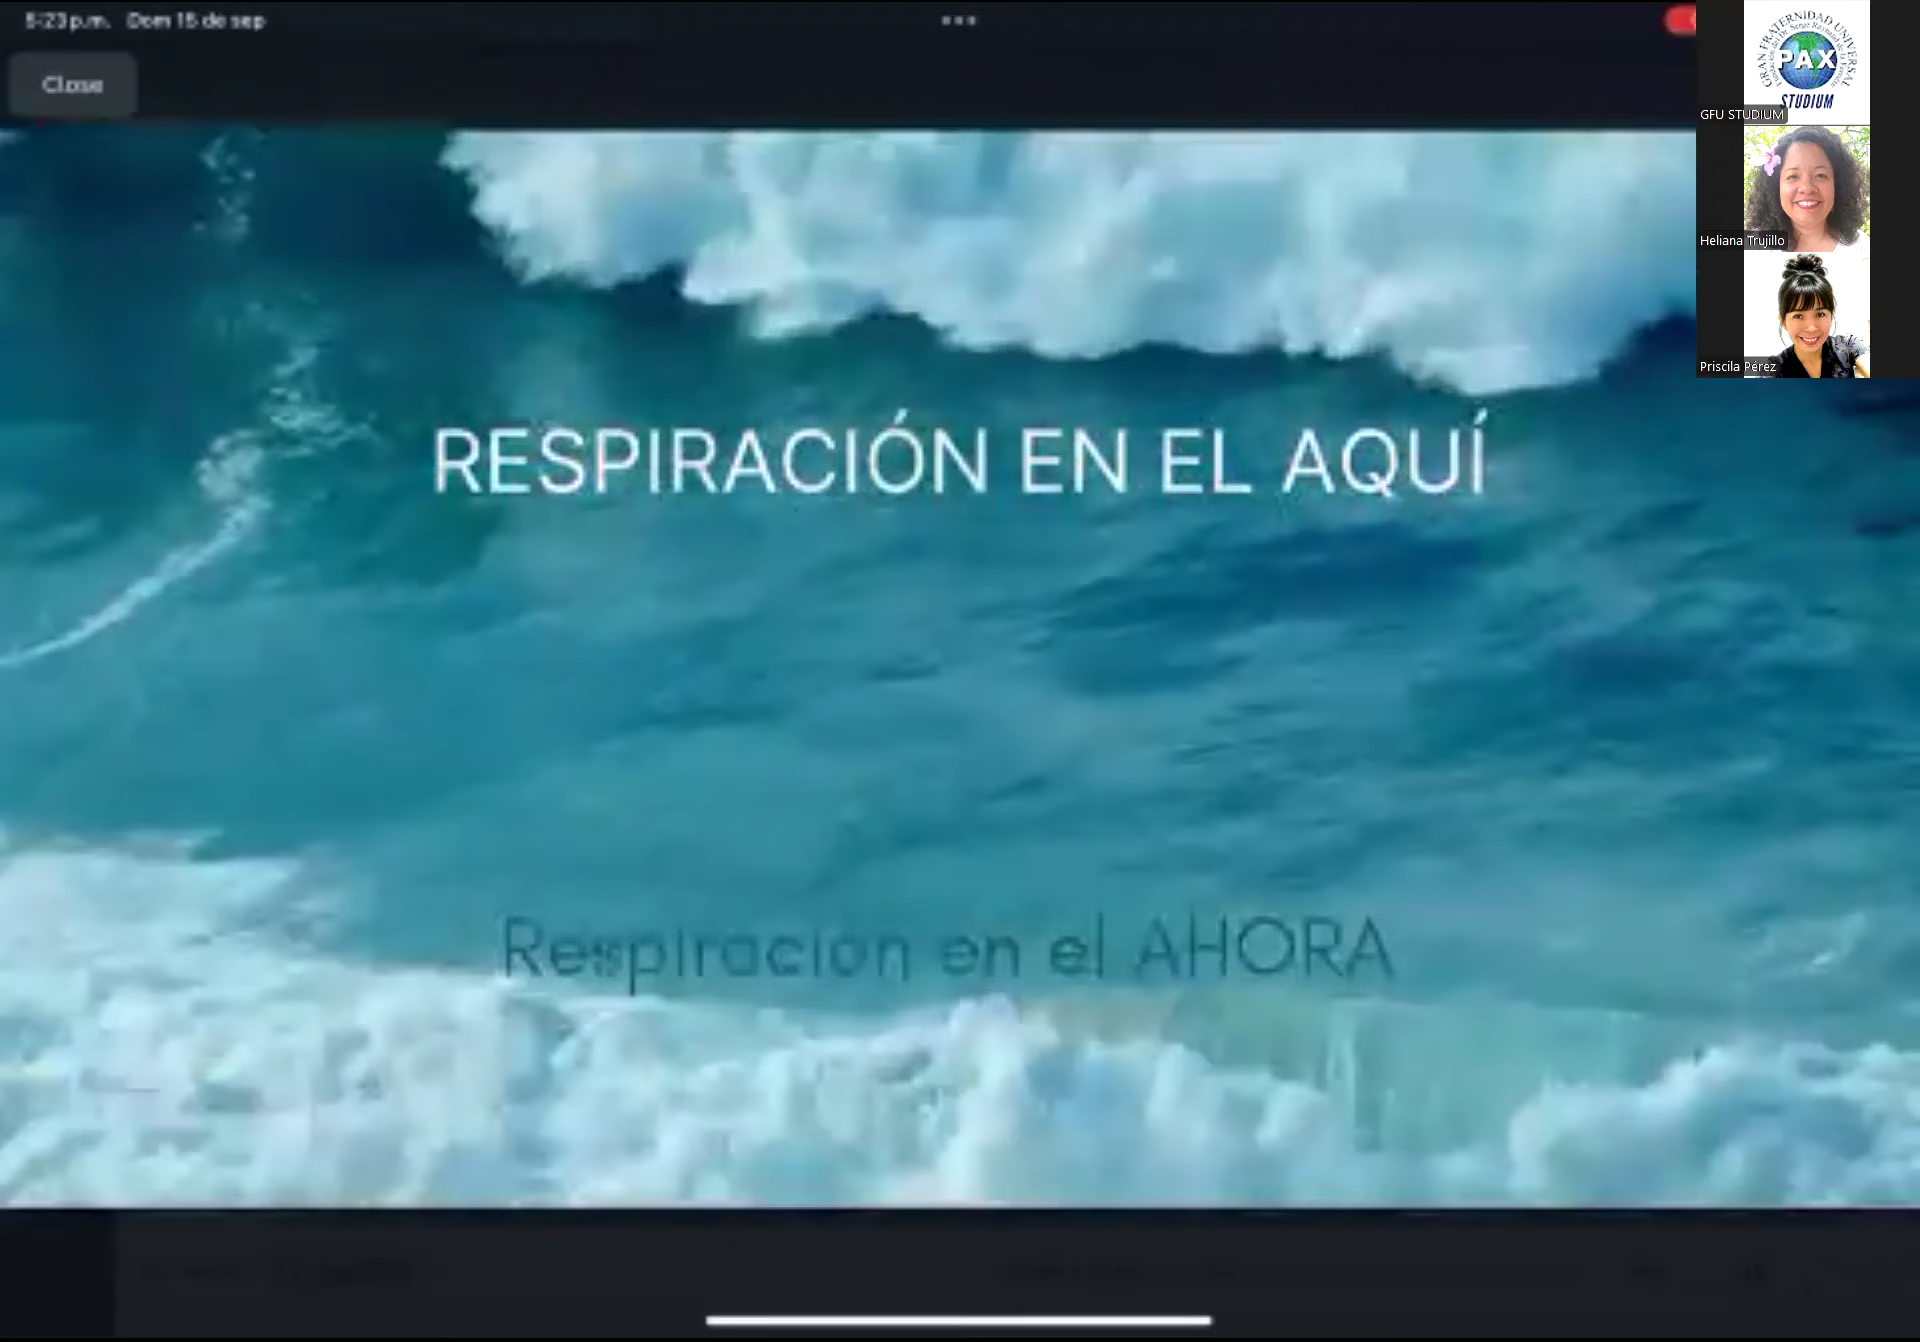 5:23 p.m. Dom 15 de sep
Close
GRAN FRATERNIDAD UNIVERSAL
PAX
STUDIUM
GFU STUDIUM
Heliana Trujillo
Priscila Pérez
RESPIRACIÓN EN EL AQUÍ
Respiracion en el AHORA